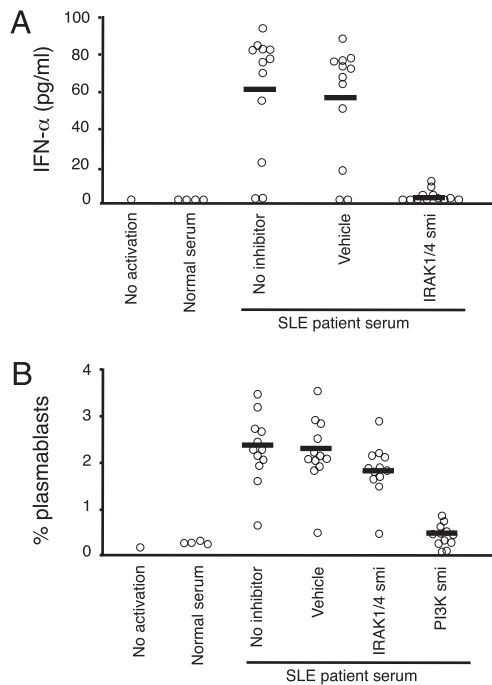 A
IFN-α (pg/ml)
100
80
60
40
20
0
No activation
Normal serum
No inhibitor
Vehicle
IRAK1/4 smi
SLE patient serum
B
% plasmablasts
4
3
2
1
0
No activation
Normal serum
No inhibitor
Vehicle
IRAK1/4 smi
PI3K smi
SLE patient serum